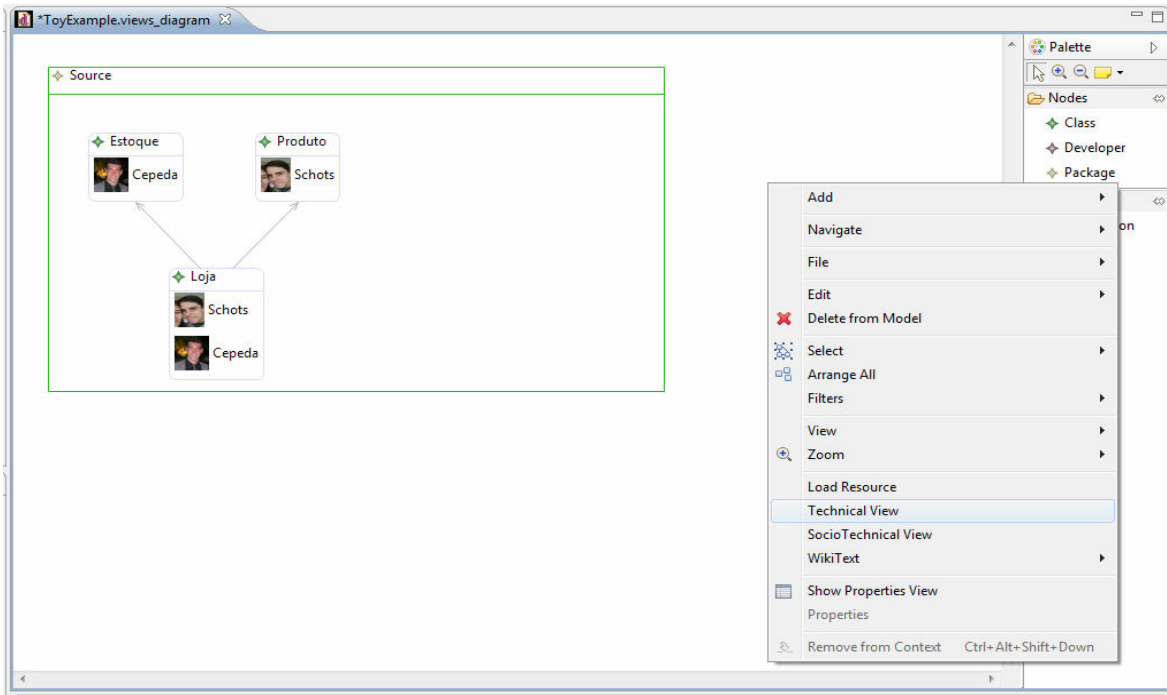 *ToyExample.views_diagram
Palette
Source
Nodes
Estoque
Produto
Class
Cepeda
Schots
Developer
Package
Loja
Schots
Cepeda
on
Add
Navigate
File
Edit
Delete from Model
Select
Arrange All
Filters
View
Zoom
Load Resource
Technical View
SocioTechnical View
WikiText
Show Properties View
Properties
Remove from Context Ctrl+Alt+Shift+Down